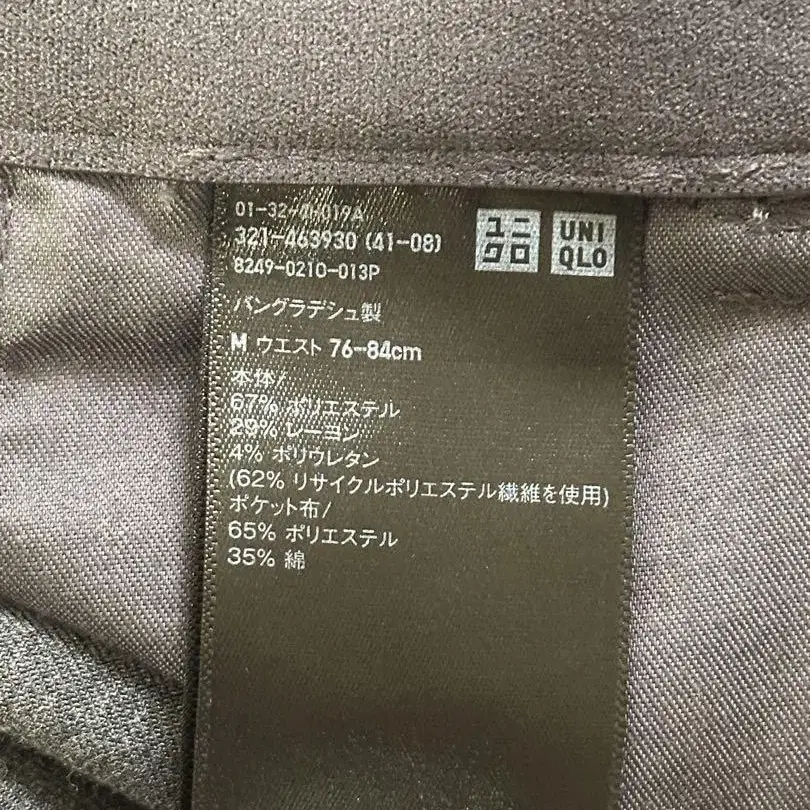 01-32-41-019A
321-463930 (41-08)
8249-0210-013P
ユニクロ
UNIQLO
バングラデシュ製
M ウエスト 76-84cm
本体/
67% ポリエステル
29% レーヨン
4% ポリウレタン
(62% リサイクルポリエステル繊維を使用)
ポケット布/
65% ポリエステル
35% 綿